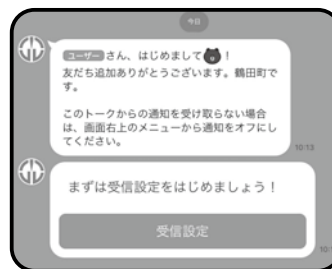 今日
ユーザー さん、はじめまして！
友だち追加ありがとうございます。鶴田町で
す。
このトークからの通知を受け取らない場合
は、画面右上のメニューから通知をオフにし
てください。
10:13
まずは受信設定をはじめましょう！
受信設定